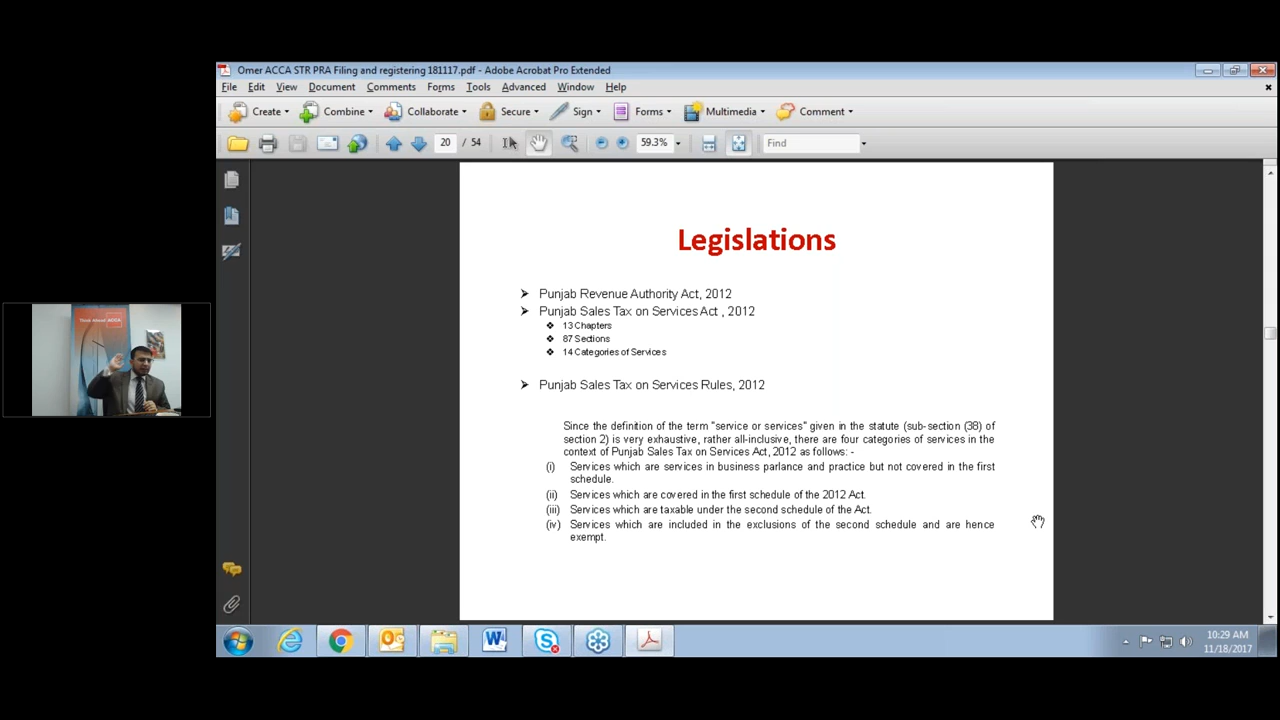 Omer ACCA STR PRA Filing and registering 181117.pdf - Adobe Acrobat Pro Extended
File Edit View Document Comments Forms Tools Advanced Window Help
Create Combine Collaborate Secure Sign Forms Multimedia Comment
20 / 54 59.3% Find
Legislations
➢ Punjab Revenue Authority Act, 2012
➢ Punjab Sales Tax on Services Act , 2012
❖ 13 Chapters
❖ 87 Sections
❖ 14 Categories of Services
➢ Punjab Sales Tax on Services Rules, 2012
Since the definition of the term "service or services" given in the statute (sub-section (38) of
section 2) is very exhaustive, rather all-inclusive, there are four categories of services in the
context of Punjab Sales Tax on Services Act, 2012 as follows: -
(i) Services which are services in business parlance and practice but not covered in the first
schedule.
(ii) Services which are covered in the first schedule of the 2012 Act.
(iii) Services which are taxable under the second schedule of the Act.
(iv) Services which are included in the exclusions of the second schedule and are hence
exempt.
Think Ahead ACCA
10:29 AM
11/18/2017